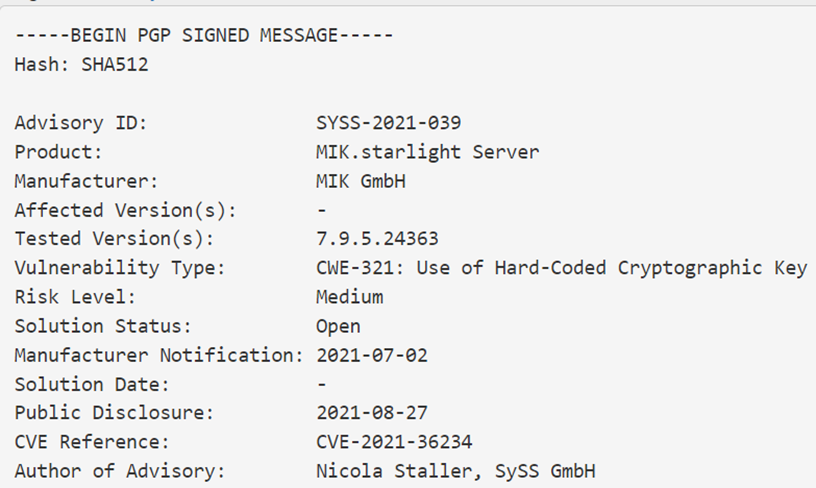 -----BEGIN PGP SIGNED MESSAGE-----
Hash: SHA512
Advisory ID: SYSS-2021-039
Product: MIK.starlight Server
Manufacturer: MIK GmbH
Affected Version(s): -
Tested Version(s): 7.9.5.24363
Vulnerability Type: CWE-321: Use of Hard-Coded Cryptographic Key
Risk Level: Medium
Solution Status: Open
Manufacturer Notification: 2021-07-02
Solution Date: -
Public Disclosure: 2021-08-27
CVE Reference: CVE-2021-36234
Author of Advisory: Nicola Staller, SySS GmbH